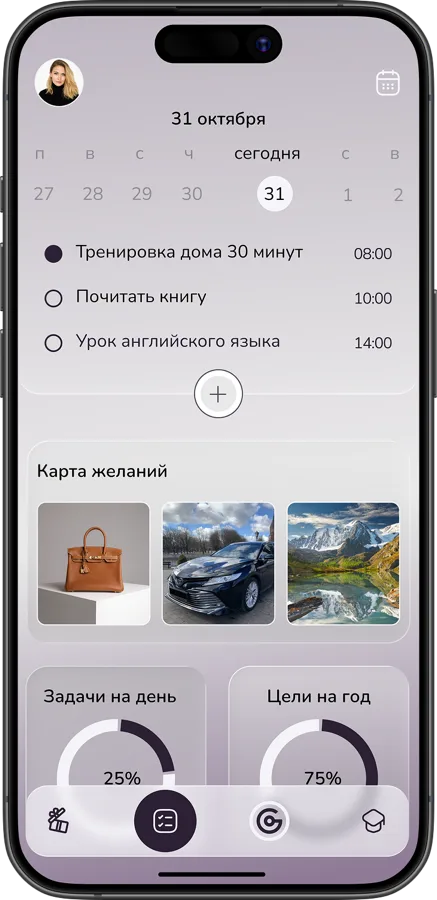 31 октября
п в с ч сегодня с в
27 28 29 30 31 1 2
Тренировка дома 30 минут 08:00
Почитать книгу 10:00
Урок английского языка 14:00
Карта желаний
Задачи на день Цели на год
25% 75%